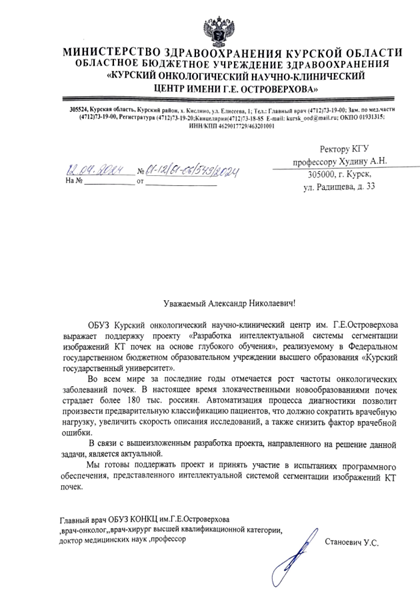 МИНИСТЕРСТВО ЗДРАВООХРАНЕНИЯ КУРСКОЙ ОБЛАСТИ
ОБЛАСТНОЕ БЮДЖЕТНОЕ УЧРЕЖДЕНИЕ ЗДРАВООХРАНЕНИЯ
«КУРСКИЙ ОНКОЛОГИЧЕСКИЙ НАУЧНО-КЛИНИЧЕСКИЙ
ЦЕНТР ИМЕНИ Г.Е. ОСТРОВЕРХОВА»
305524, Курская область, Курский район, х. Кислино, ул. Елисеева, 1; Тел.: Главный врач (4712)73-19-00; Зам. по мед.части
(4712)73-19-00, Регистратура (4712)73-19-20;Канцелярия(4712)73-18-85 E-mail: kursk_ond@mail.ru; ОКПО 01931315;
ИНН/КПП 4629017729/463201001
12.04.2024 № 01-12/01-06/549/2024
На № от
Ректору КГУ
профессору Худину А.Н.
305000, г. Курск,
ул. Радищева, д. 33
Уважаемый Александр Николаевич!
ОБУЗ Курский онкологический научно-клинический центр им. Г.Е.Островерхова
выражает поддержку проекту «Разработка интеллектуальной системы сегментации
изображений КТ почек на основе глубокого обучения», реализуемому в Федеральном
государственном бюджетном образовательном учреждении высшего образования «Курский
государственный университет».
Во всем мире за последние годы отмечается рост частоты онкологических
заболеваний почек. В настоящее время злокачественными новообразованиями почек
страдает более 180 тыс. россиян. Автоматизация процесса диагностики позволит
произвести предварительную классификацию пациентов, что должно сократить врачебную
нагрузку, увеличить скорость описания исследований, а также снизить фактор врачебной
ошибки.
В связи с вышеизложенным разработка проекта, направленного на решение данной
задачи, является актуальной.
Мы готовы поддержать проект и принять участие в испытаниях программного
обеспечения, представленного интеллектуальной системой сегментации изображений КТ
почек.
Главный врач ОБУЗ КОНКЦ им.Г.Е.Островерхова
,врач-онколог,,врач-хирург высшей квалификационной категории,
доктор медицинских наук ,профессор Станоевич У.С.